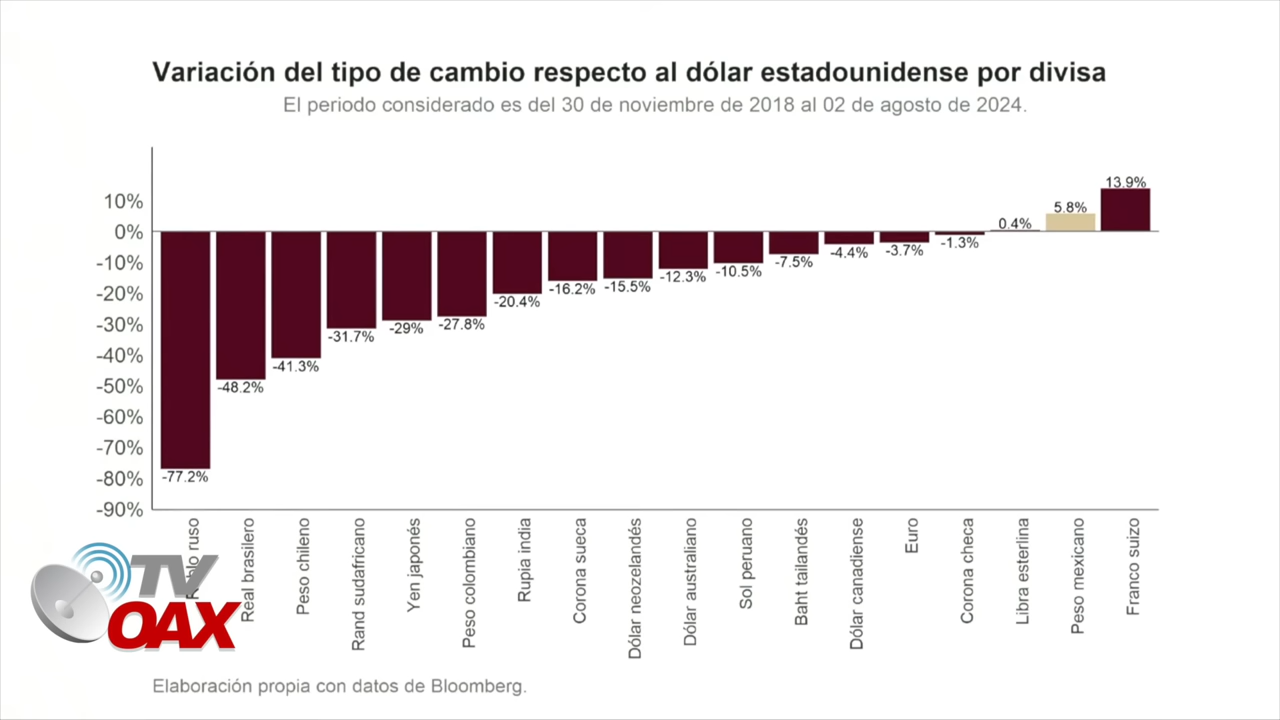 Variación del tipo de cambio respecto al dólar estadounidense por divisa
El periodo considerado es del 30 de noviembre de 2018 al 02 de agosto de 2024.
10%
0%
-10%
-20%
-30%
-40%
-50%
-60%
-70%
-80%
-90%
-77.2%
-48.2%
-41.3%
-31.7%
-29%
-27.8%
-20.4%
-16.2%
-15.5%
-12.3%
-10.5%
-7.5%
-4.4%
-3.7%
-1.3%
0.4%
5.8%
13.9%
ruso
Real brasilero
Peso chileno
Rand sudafricano
Yen japonés
Peso colombiano
Rupia india
Corona sueca
Dólar neozelandés
Dólar australiano
Sol peruano
Baht tailandés
Dólar canadiense
Euro
Corona checa
Libra esterlina
Peso mexicano
Franco suizo
TV
OAX
Elaboración propia con datos de Bloomberg.